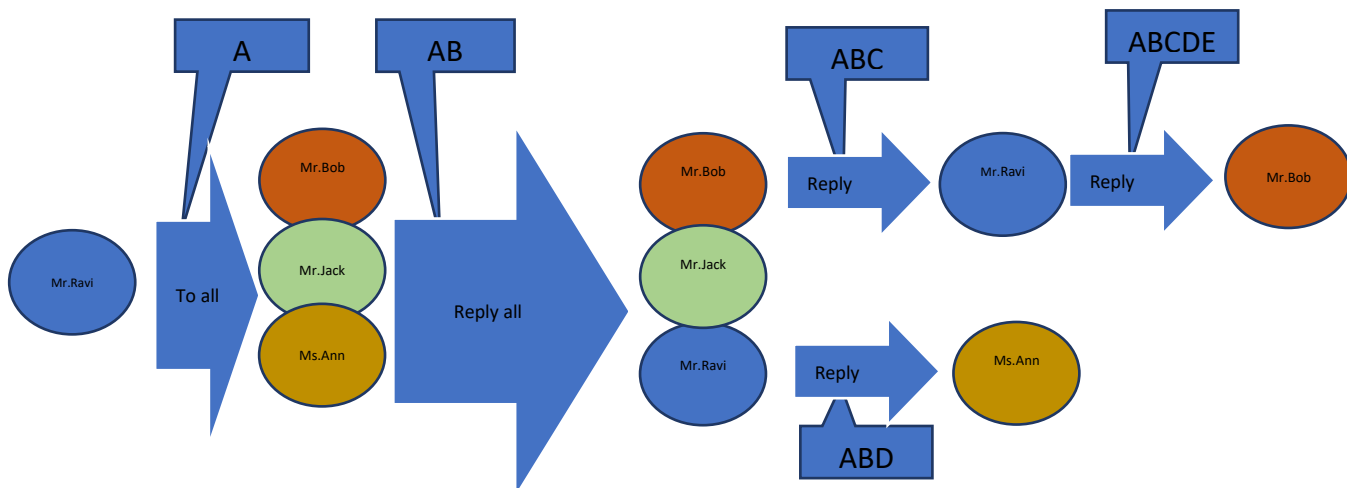 A
AB
ABC
ABCDE
Mr.Ravi
To all
Mr.Bob
Mr.Jack
Ms.Ann
Reply all
Mr.Bob
Mr.Jack
Mr.Ravi
Reply
Mr.Ravi
Reply
Mr.Bob
Reply
Ms.Ann
ABD